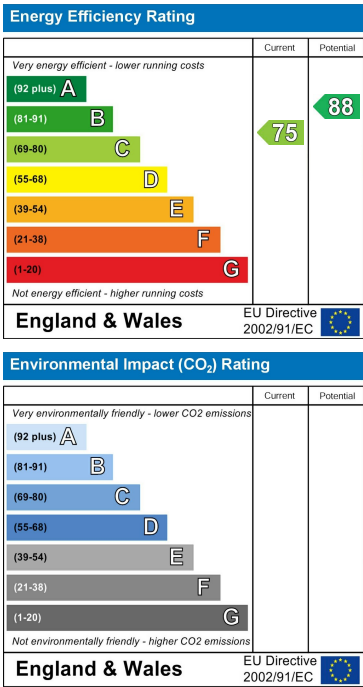 Energy Efficiency Rating
Current Potential
Very energy efficient - lower running costs
(92 plus) A
(81-91) B
(69-80) C
(55-68) D
(39-54) E
(21-38) F
(1-20) G
75
88
Not energy efficient - higher running costs
England & Wales
EU Directive
2002/91/EC
Environmental Impact (CO₂) Rating
Current Potential
Very environmentally friendly - lower CO2 emissions
(92 plus) A
(81-91) B
(69-80) C
(55-68) D
(39-54) E
(21-38) F
(1-20) G
Not environmentally friendly - higher CO2 emissions
England & Wales
EU Directive
2002/91/EC